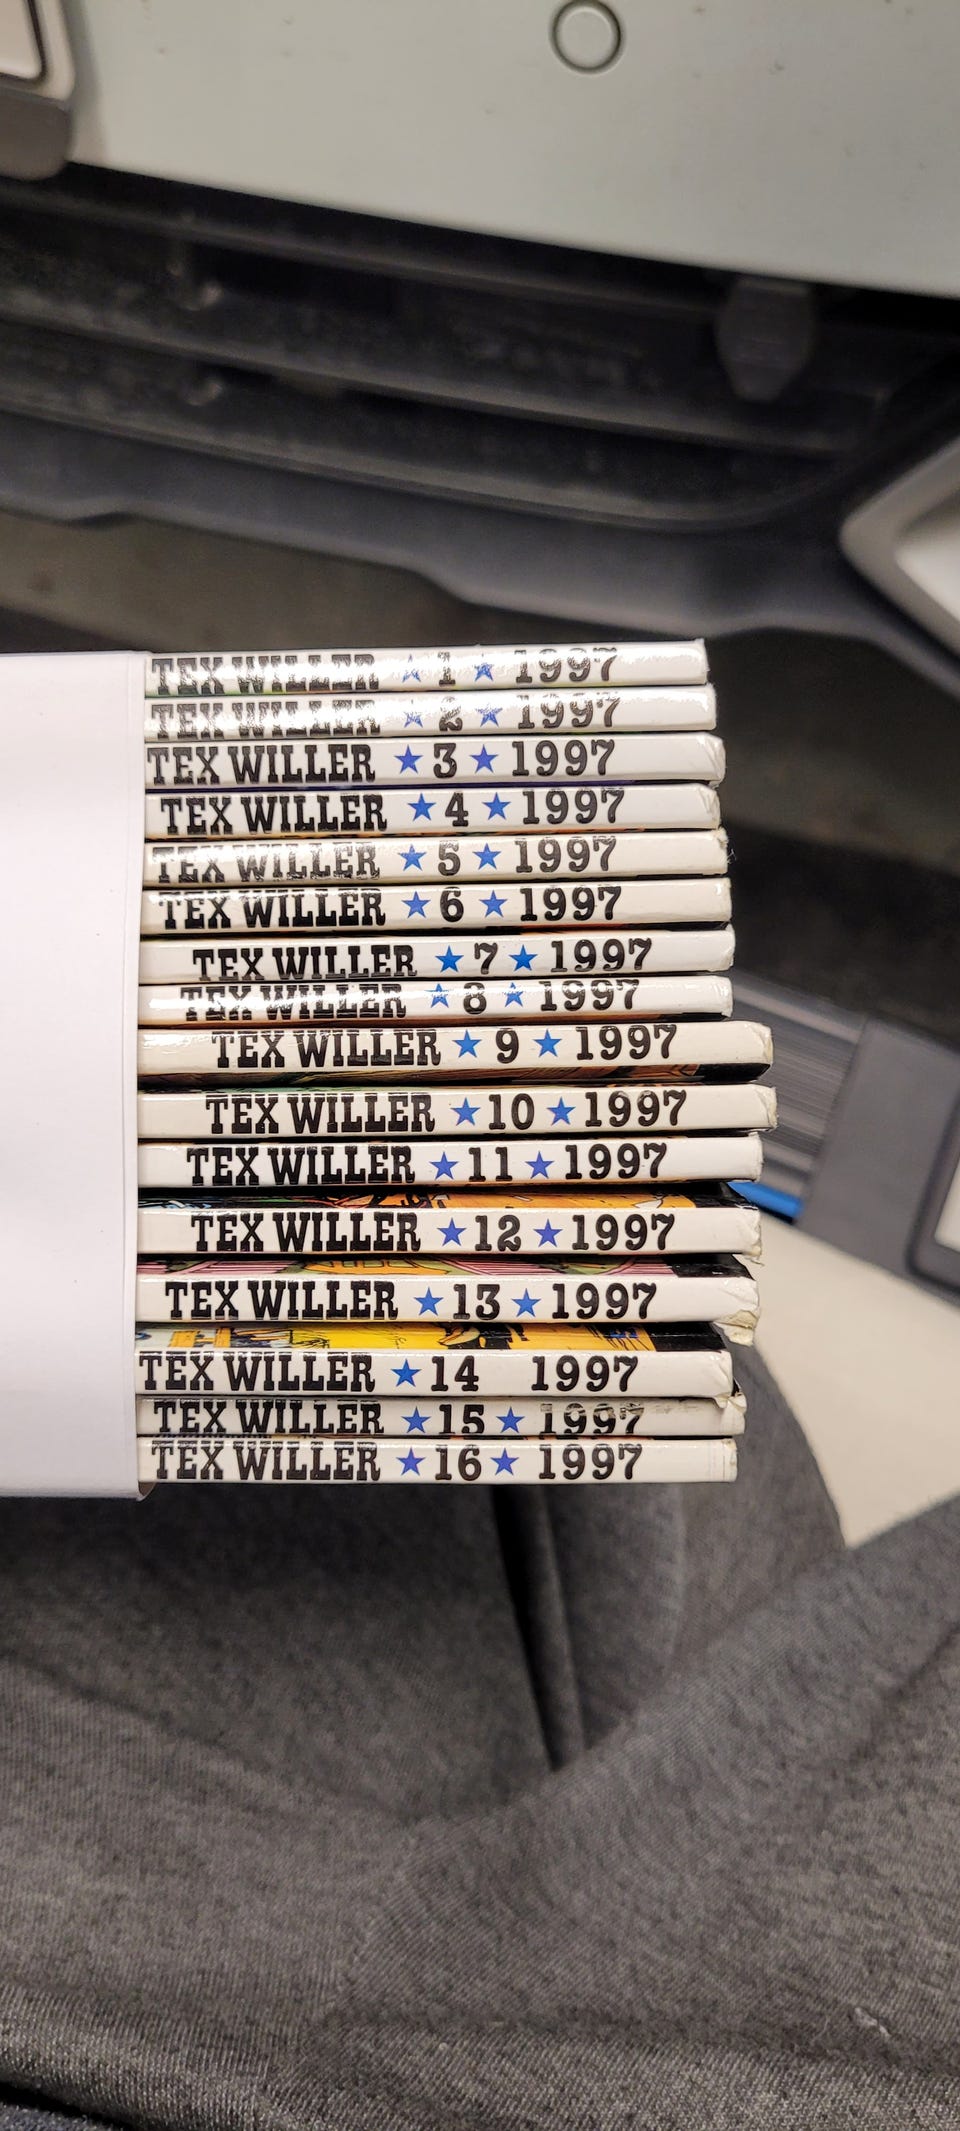 TEX WILLER ★ 1 ★ 1997
TEX WILLER ★ 2 ★ 1997
TEX WILLER ★ 3 ★ 1997
TEX WILLER ★ 4 ★ 1997
TEX WILLER ★ 5 ★ 1997
TEX WILLER ★ 6 ★ 1997
TEX WILLER ★ 7 ★ 1997
TEX WILLER ★ 8 ★ 1997
TEX WILLER ★ 9 ★ 1997
TEX WILLER ★ 10 ★ 1997
TEX WILLER ★ 11 ★ 1997
TEX WILLER ★ 12 ★ 1997
TEX WILLER ★ 13 ★ 1997
TEX WILLER ★ 14 1997
TEX WILLER ★ 15 ★ 1997
TEX WILLER ★ 16 ★ 1997